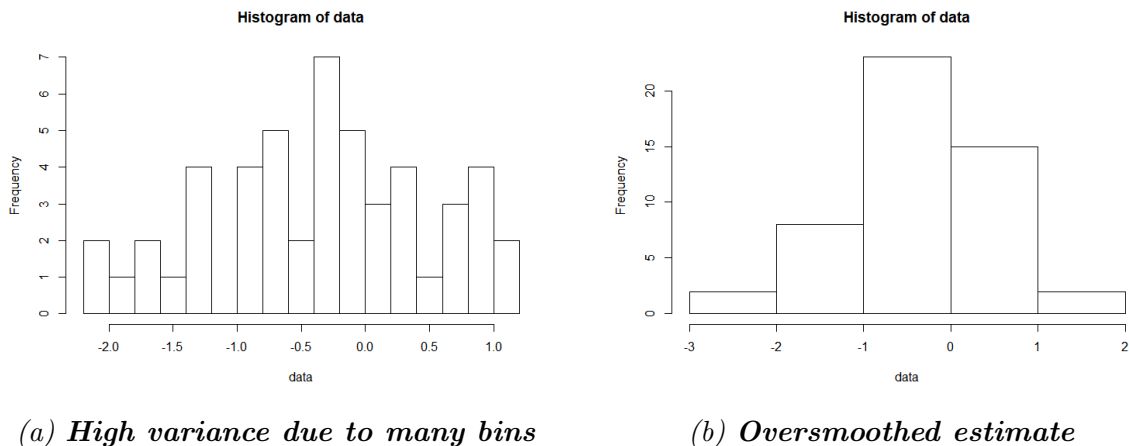 Histogram of data
Frequency
7
6
5
4
3
2
1
0
-2.0 -1.5 -1.0 -0.5 0.0 0.5 1.0
data
(a) High variance due to many bins
Histogram of data
Frequency
20
15
10
5
0
-3 -2 -1 0 1 2
data
(b) Oversmoothed estimate